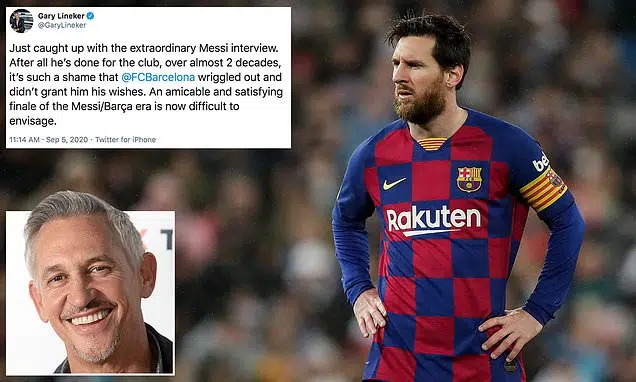 Gary Lineker
@GaryLineker
Just caught up with the extraordinary Messi interview.
After all he's done for the club, over almost 2 decades,
it's such a shame that @FCBarcelona wriggled out and
didn't grant him his wishes. An amicable and satisfying
finale of the Messi/Barça era is now difficult to
envisage.
11:14 AM - Sep 5, 2020 · Twitter for iPhone
Rakuten